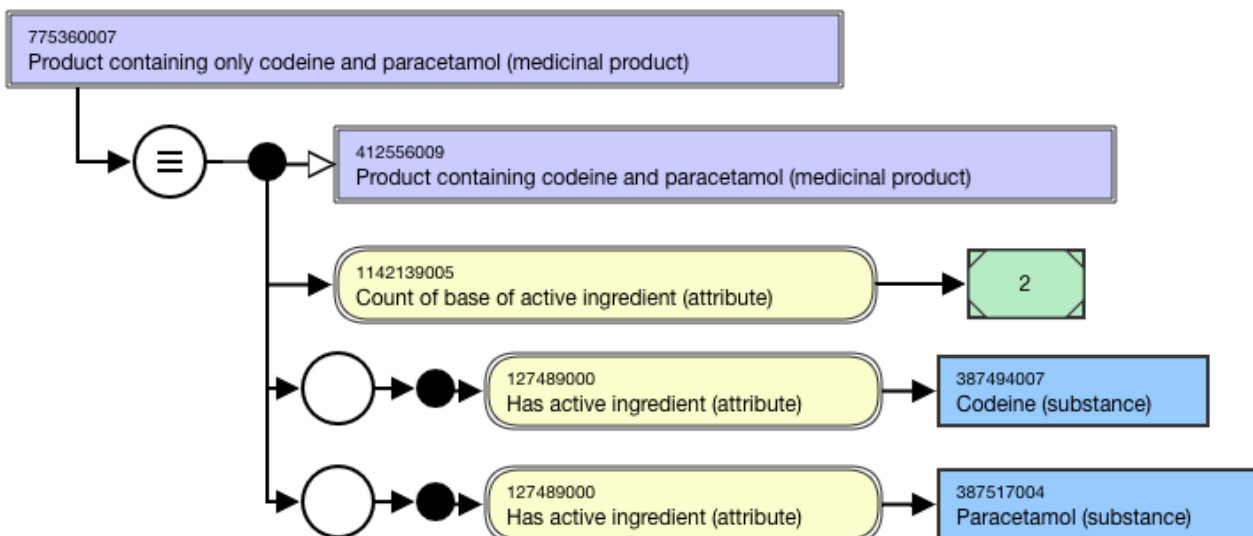 775360007
Product containing only codeine and paracetamol (medicinal product)
412556009
Product containing codeine and paracetamol (medicinal product)
1142139005
Count of base of active ingredient (attribute)
2
127489000
Has active ingredient (attribute)
387494007
Codeine (substance)
127489000
Has active ingredient (attribute)
387517004
Paracetamol (substance)